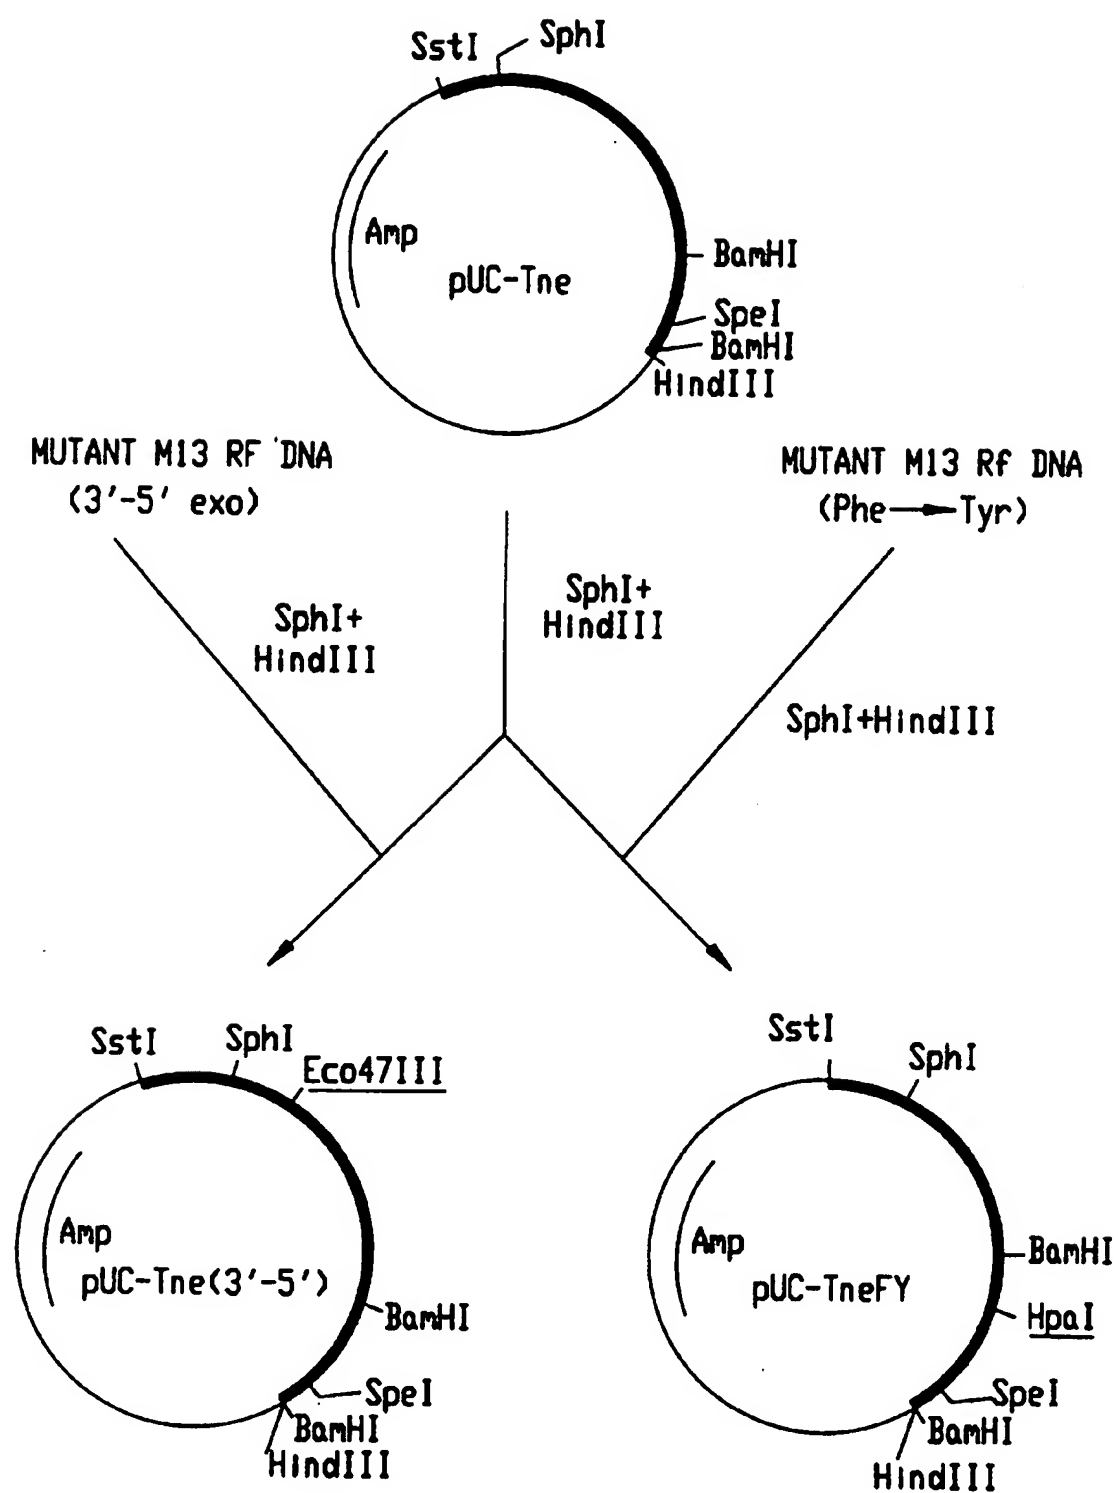 SstI
SphI
Amp
pUC-Tne
BamHI
SpeI
BamHI
HindIII
MUTANT M13 RF DNA
(3'-5' exo)
MUTANT M13 Rf DNA
(Phe→Tyr)
SphI+
HindIII
SphI+
HindIII
SphI+HindIII
SstI
SphI
Eco47III
Amp
pUC-Tne(3'-5')
BamHI
SpeI
BamHI
HindIII
SstI
SphI
Amp
pUC-TneFY
BamHI
HpaI
SpeI
BamHI
HindIII